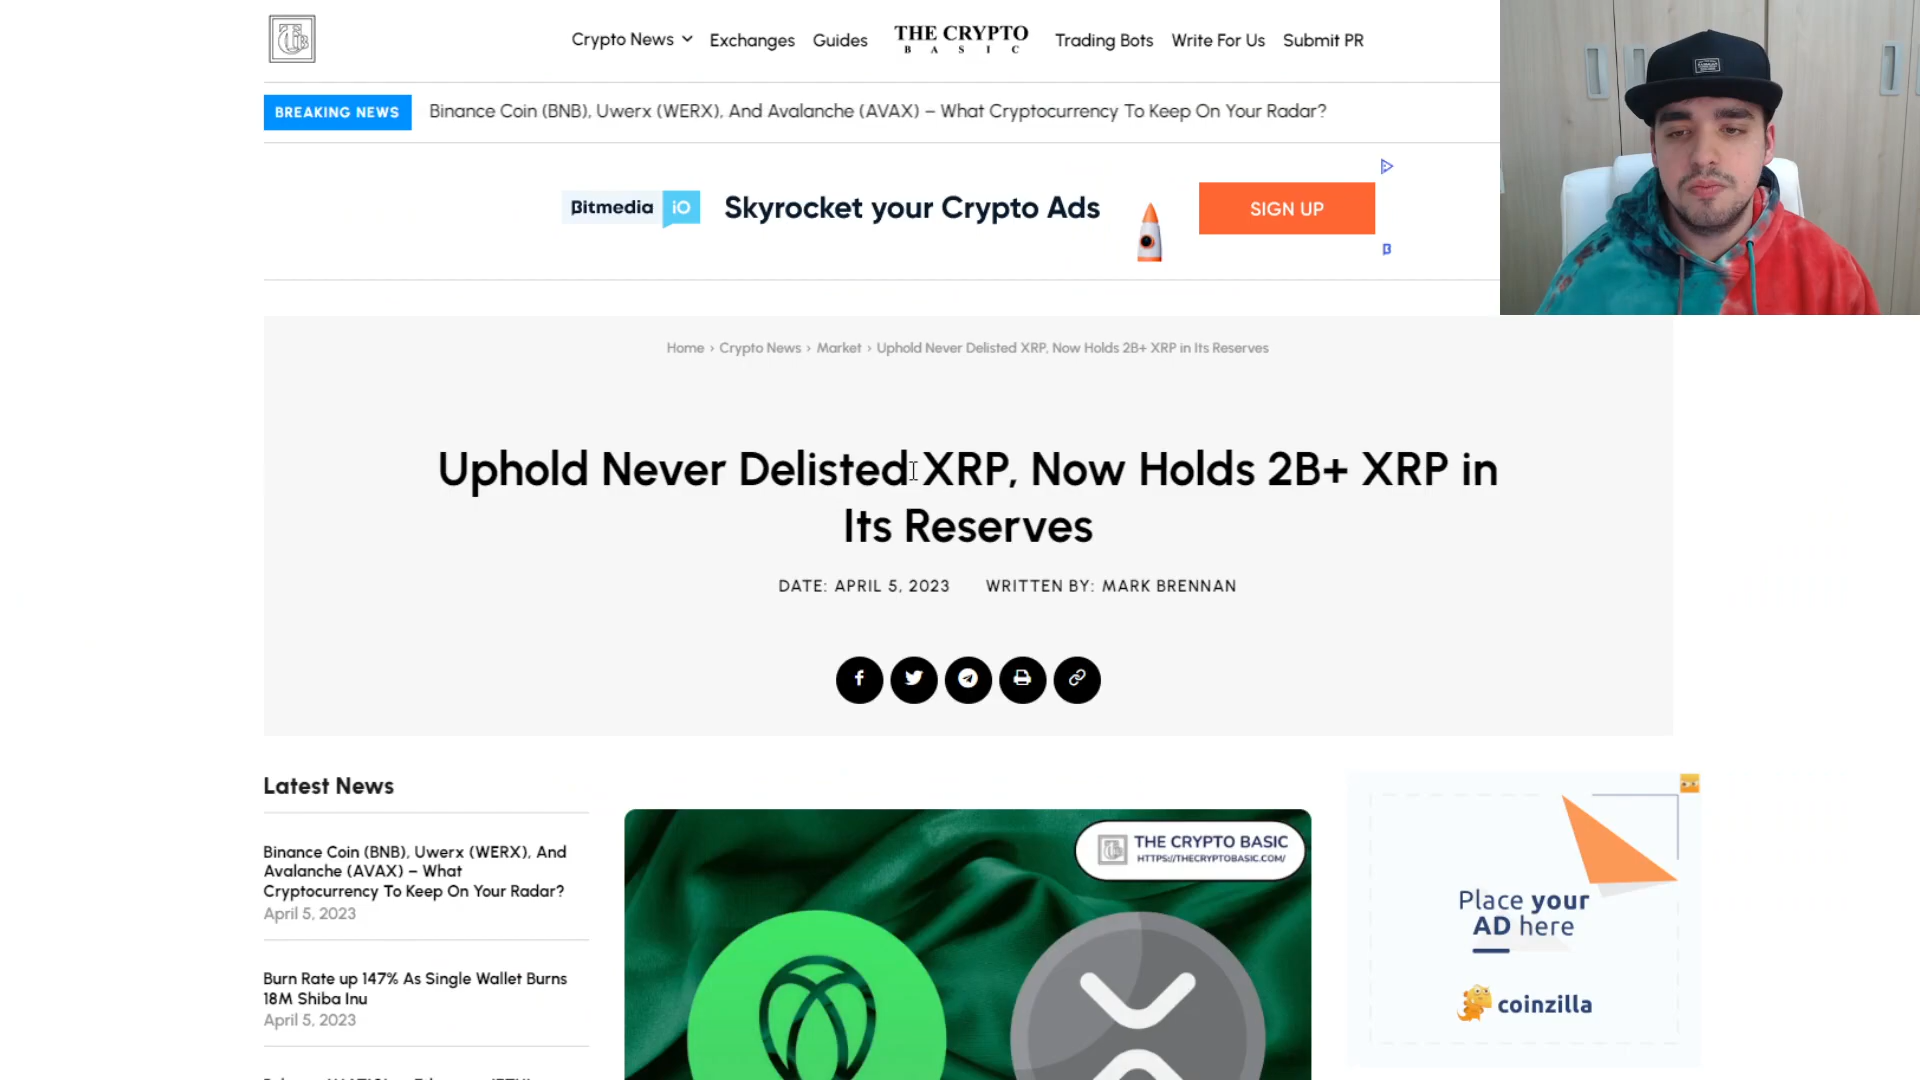 Crypto News
Exchanges
Guides
THE CRYPTO
BASIC
Trading Bots
Write For Us
Submit PR
BREAKING NEWS
Binance Coin (BNB), Uwerx (WERX), And Avalanche (AVAX) – What Cryptocurrency To Keep On Your Radar?
Bitmedia iO
Skyrocket your Crypto Ads
SIGN UP
Home › Crypto News › Market › Uphold Never Delisted XRP, Now Holds 2B+ XRP in Its Reserves
Uphold Never Delisted XRP, Now Holds 2B+ XRP in
Its Reserves
DATE: APRIL 5, 2023
WRITTEN BY: MARK BRENNAN
Latest News
Binance Coin (BNB), Uwerx (WERX), And
Avalanche (AVAX) – What
Cryptocurrency To Keep On Your Radar?
April 5, 2023
Burn Rate up 147% As Single Wallet Burns
18M Shiba Inu
April 5, 2023
THE CRYPTO BASIC
HTTPS://THECRYPTOBASIC.COM/
Place your
AD here
coinzilla